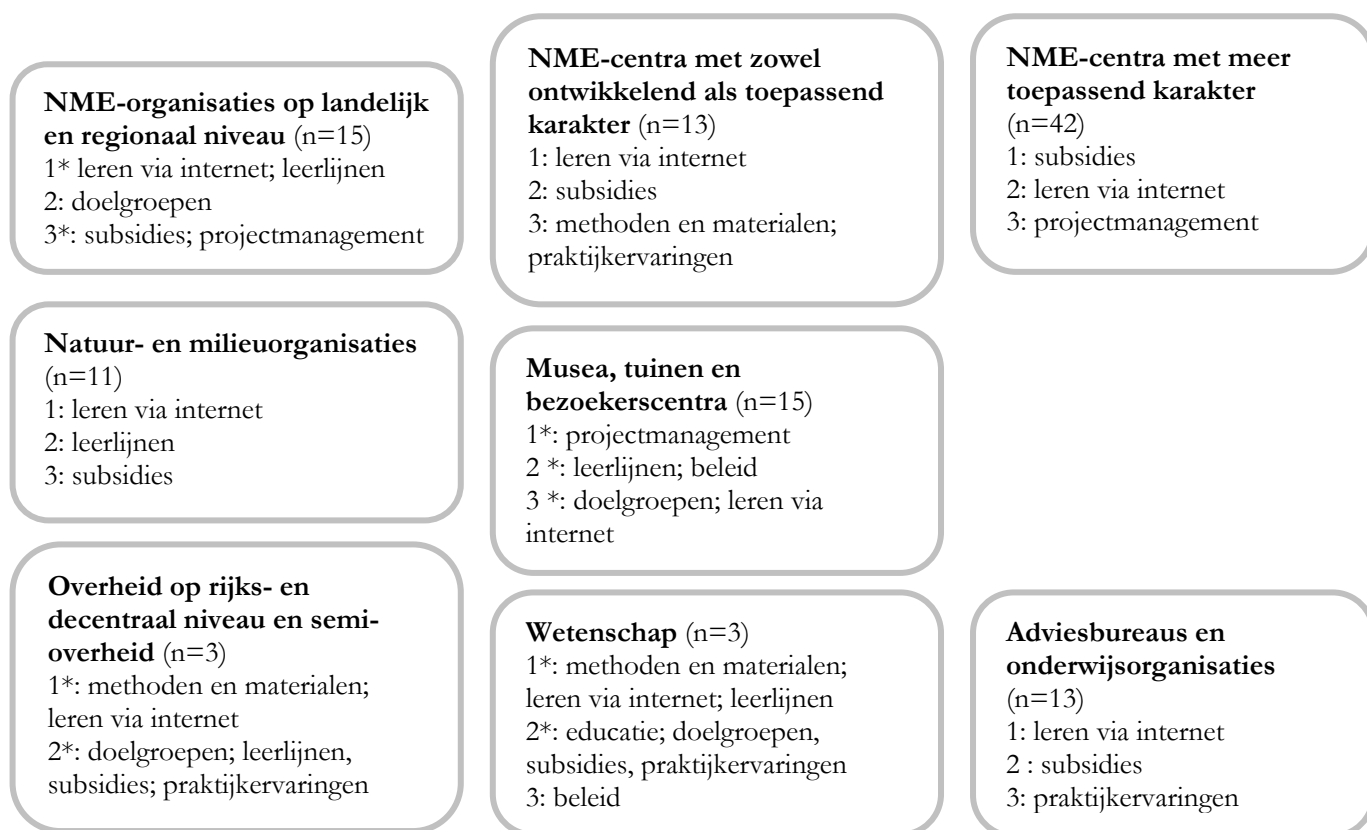 NME-organisaties op landelijk
en regionaal niveau (n=15)
1* leren via internet; leerlijnen
2: doelgroepen
3*: subsidies; projectmanagement
NME-centra met zowel
ontwikkelend als toepassend
karakter (n=13)
1: leren via internet
2: subsidies
3: methoden en materialen;
praktijkervaringen
NME-centra met meer
toepassend karakter
(n=42)
1: subsidies
2: leren via internet
3: projectmanagement
Natuur- en milieuorganisaties
(n=11)
1: leren via internet
2: leerlijnen
3: subsidies
Musea, tuinen en
bezoekerscentra (n=15)
1*: projectmanagement
2 *: leerlijnen; beleid
3 *: doelgroepen; leren via
internet
Overheid op rijks- en
decentraal niveau en semi-
overheid (n=3)
1*: methoden en materialen;
leren via internet
2*: doelgroepen; leerlijnen,
subsidies; praktijkervaringen
Wetenschap (n=3)
1*: methoden en materialen;
leren via internet; leerlijnen
2*: educatie; doelgroepen,
subsidies, praktijkervaringen
3: beleid
Adviesbureaus en
onderwijsorganisaties
(n=13)
1: leren via internet
2 : subsidies
3: praktijkervaringen